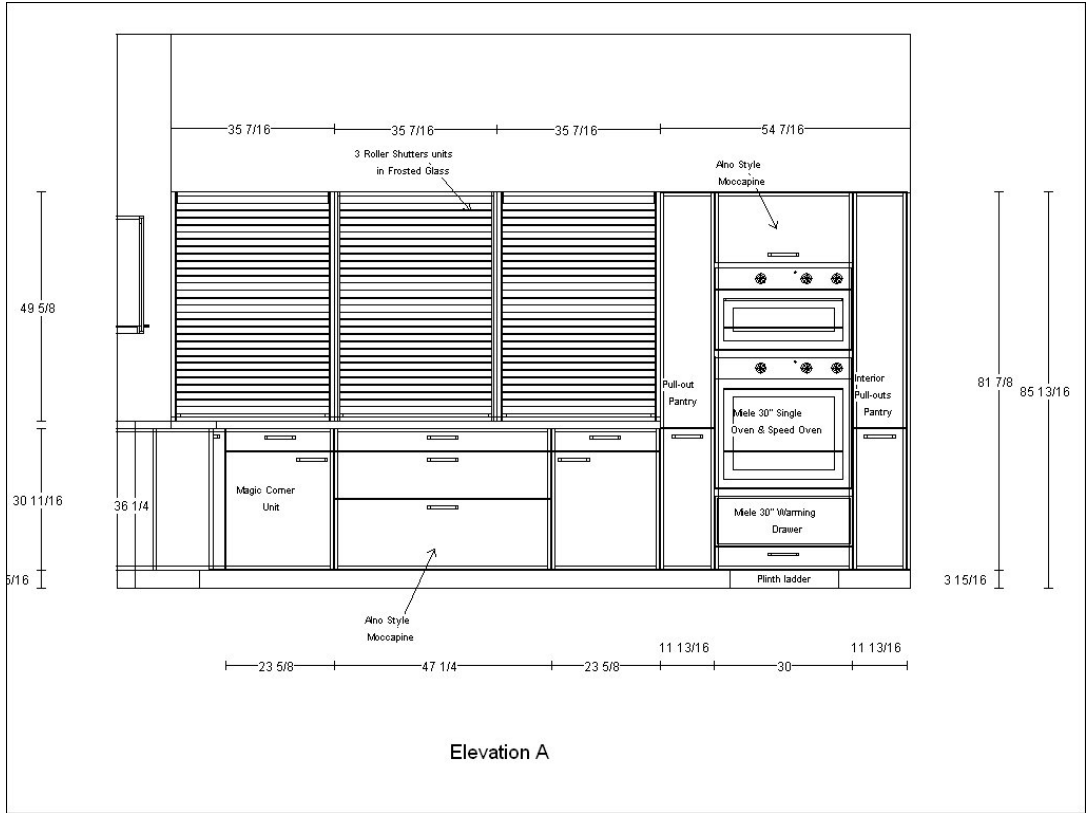 35 7/16
35 7/16
35 7/16
54 7/16
3 Roller Shutters units
in Frosted Glass
Alno Style
Moccapine
49 5/8
81 7/8
85 13/16
Pull-out
Pantry
Interior
Pull-outs
Pantry
Miele 30" Single
Oven & Speed Oven
Magic Corner
Unit
30 11/16
36 1/4
Miele 30" Warming
Drawer
5/16
Plinth ladder
3 15/16
Alno Style
Moccapine
23 5/8
47 1/4
23 5/8
11 13/16
30
11 13/16
Elevation A